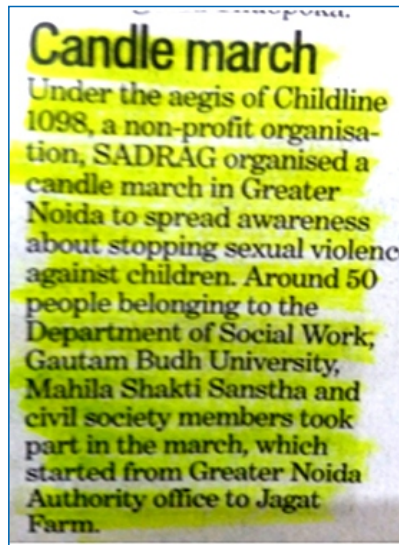 Candle march
Under the aegis of Childline
1098, a non-profit organisa-
tion, SADRAG organised a
candle march in Greater
Noida to spread awareness
about stopping sexual violenc
against children. Around 50
people belonging to the
Department of Social Work,
Gautam Budh University,
Mahila Shakti Sanstha and
civil society members took
part in the march, which
started from Greater Noida
Authority office to Jagat
Farm.